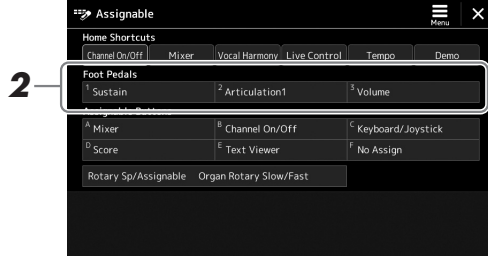 Assignable
Menu
Home Shortcuts
Channel On/Off Mixer Vocal Harmony Live Control Tempo Demo
2
Foot Pedals
1 Sustain 2 Articulation1 3 Volume
Assignable Buttons
A Mixer B Channel On/Off C Keyboard/Joystick
D Score E Text Viewer F No Assign
Rotary Sp/Assignable Organ Rotary Slow/Fast